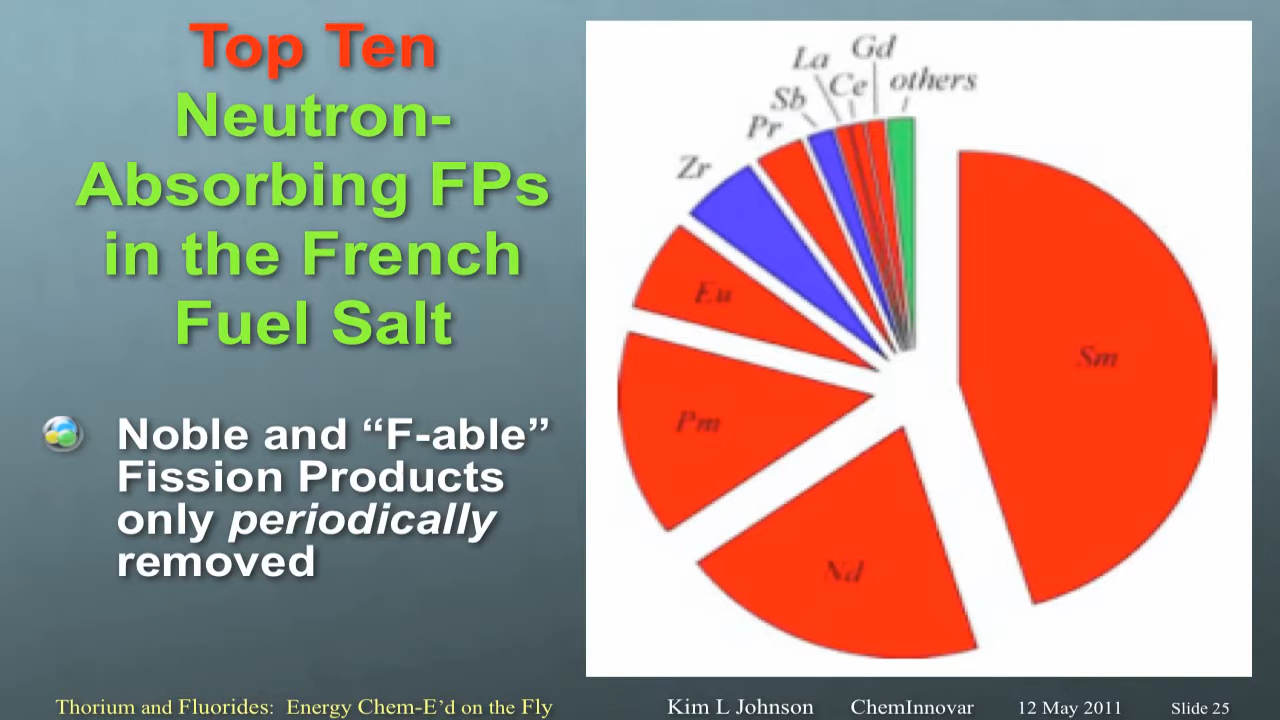 Top Ten
Neutron-
Absorbing FPs
in the French
Fuel Salt
Noble and “F-able”
Fission Products
only periodically
removed
Gd
La
Ce
others
Sb
Pr
Zr
Eu
Sm
Pm
Nd
Thorium and Fluorides: Energy Chem-E’d on the Fly
Kim L Johnson ChemInnovar 12 May 2011 Slide 25